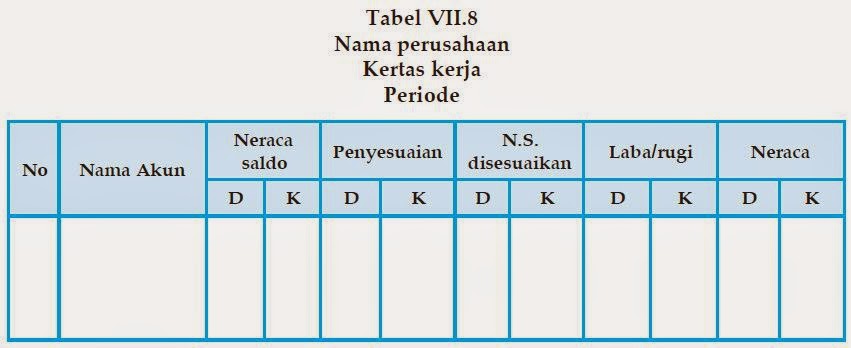 Tabel VII.8
Nama perusahaan
Kertas kerja
Periode
No Nama Akun Neraca saldo Penyesuaian N.S. disesuaikan Laba/rugi Neraca
D K D K D K D K D K